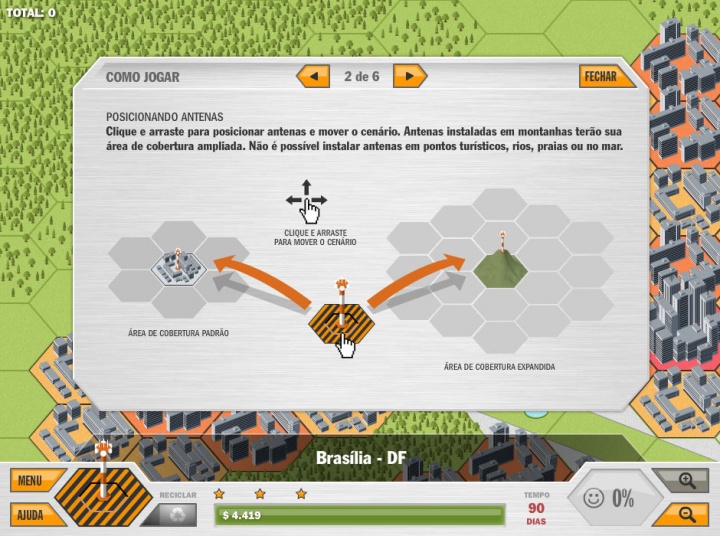 TOTAL: 0
COMO JOGAR
2 de 6
FECHAR
POSICIONANDO ANTENAS
Clique e arraste para posicionar antenas e mover o cenário. Antenas instaladas em montanhas terão sua
área de cobertura ampliada. Não é possível instalar antenas em pontos turísticos, rios, praias ou no mar.
CLIQUE E ARRASTE
PARA MOVER O CENÁRIO
ÁREA DE COBERTURA PADRÃO
ÁREA DE COBERTURA EXPANDIDA
Brasília - DF
MENU
AJUDA
RECICLAR
$ 4.419
TEMPO
90
DIAS
0%